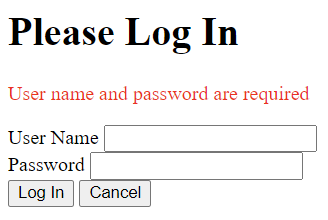 Please Log In
User name and password are required
User Name
Password
Log In Cancel